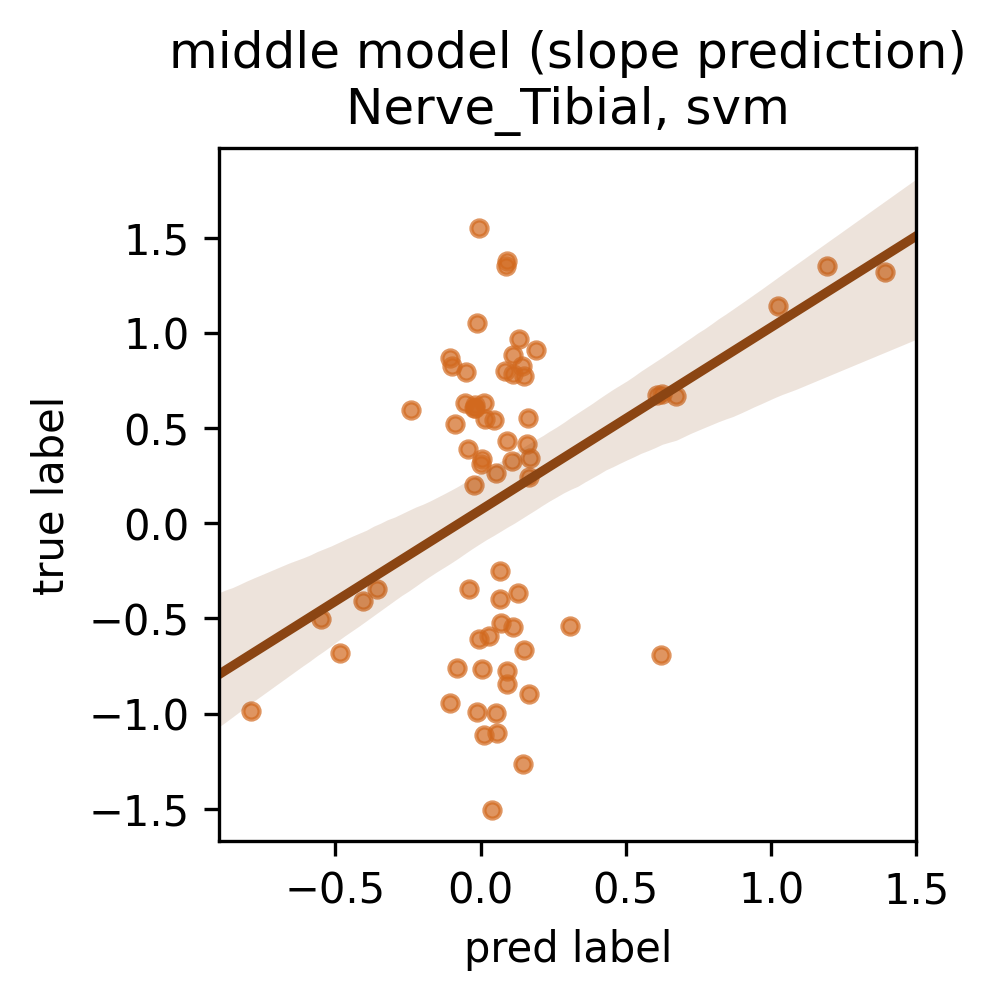 middle model (slope prediction)
Nerve_Tibial, svm
1.5
1.0
0.5
0.0
−0.5
−1.0
−1.5
true label
−0.5 0.0 0.5 1.0 1.5
pred label